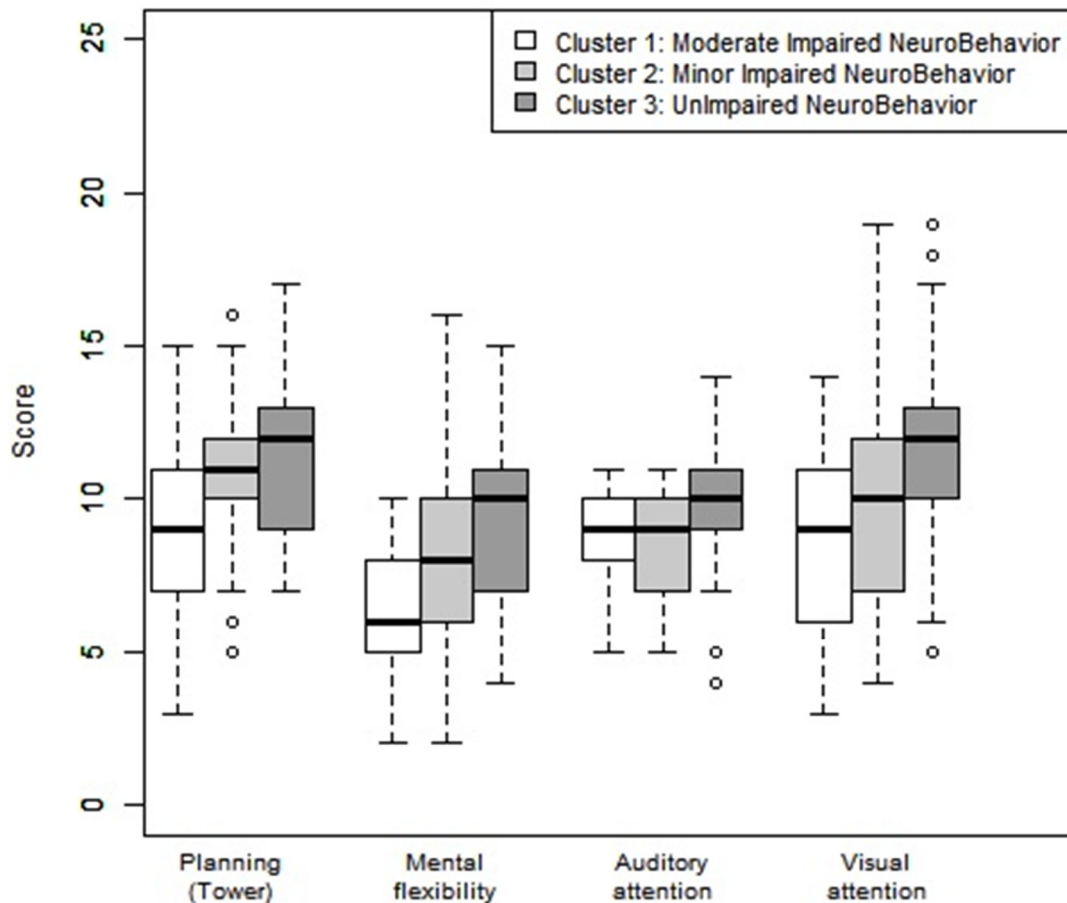 25
20
15
10
5
0
Score
Cluster 1: Moderate Impaired NeuroBehavior
Cluster 2: Minor Impaired NeuroBehavior
Cluster 3: UnImpaired NeuroBehavior
Planning
(Tower)
Mental
flexibility
Auditory
attention
Visual
attention